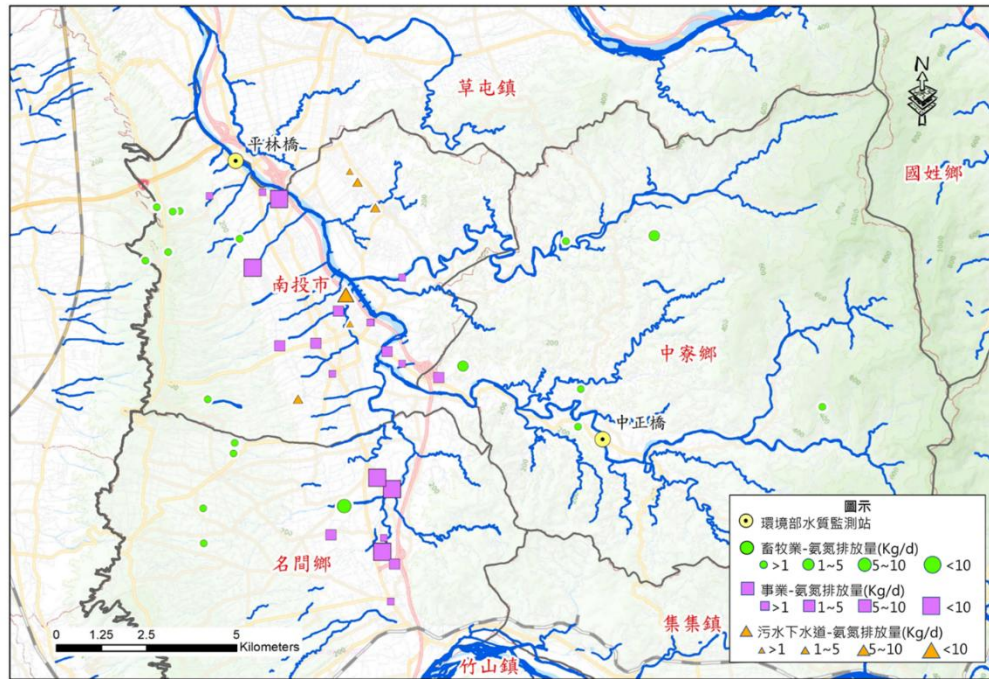 N
草屯鎮
平林橋
國姓鄉
南投市
中寮鄉
中正橋
名間鄉
集集鎮
竹山鎮
0 1.25 2.5 5
Kilometers
圖示
環境部水質監測站
畜牧業-氨氮排放量(Kg/d)
>1 1~5 5~10 <10
事業-氨氮排放量(Kg/d)
>1 1~5 5~10 <10
污水下水道-氨氮排放量(Kg/d)
>1 1~5 5~10 <10